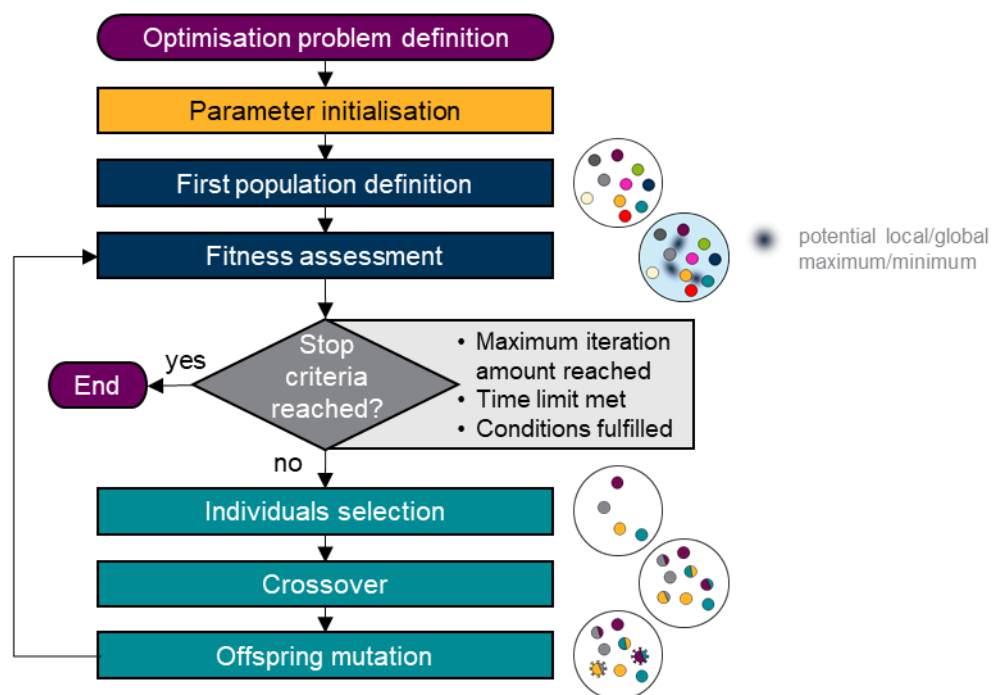 Optimisation problem definition
Parameter initialisation
First population definition
Fitness assessment
potential local/global
maximum/minimum
Stop
criteria
reached?
yes
End
• Maximum iteration
amount reached
• Time limit met
• Conditions fulfilled
no
Individuals selection
Crossover
Offspring mutation